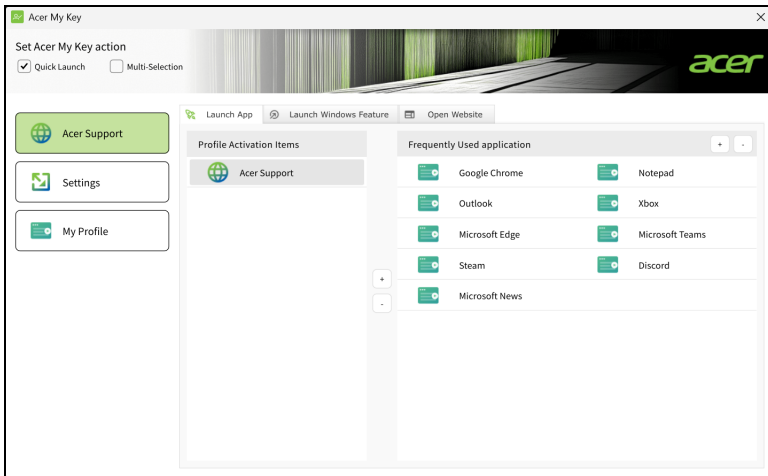 Acer My Key
Set Acer My Key action
Quick Launch
Multi-Selection
acer
Launch App
Launch Windows Feature
Open Website
Acer Support
Settings
My Profile
Profile Activation Items
Acer Support
+
-
Frequently Used application
+
-
Google Chrome
Notepad
Outlook
Xbox
Microsoft Edge
Microsoft Teams
Steam
Discord
Microsoft News